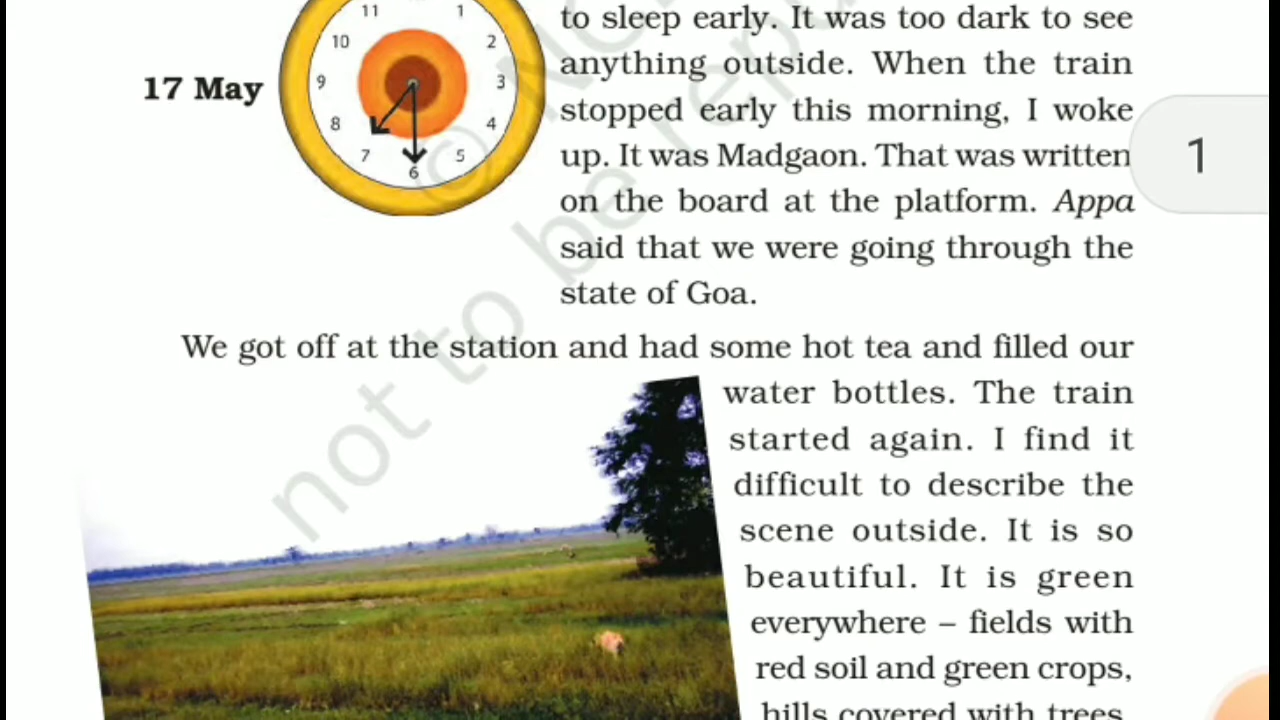 11
1
10
2
9
3
8
4
7
5
6
17 May
to sleep early. It was too dark to see
anything outside. When the train
stopped early this morning, I woke
up. It was Madgaon. That was written
on the board at the platform. Appa
said that we were going through the
state of Goa.
We got off at the station and had some hot tea and filled our
water bottles. The train
started again. I find it
difficult to describe the
scene outside. It is so
beautiful. It is green
everywhere – fields with
red soil and green crops,
hills covered with trees.
1
not to be